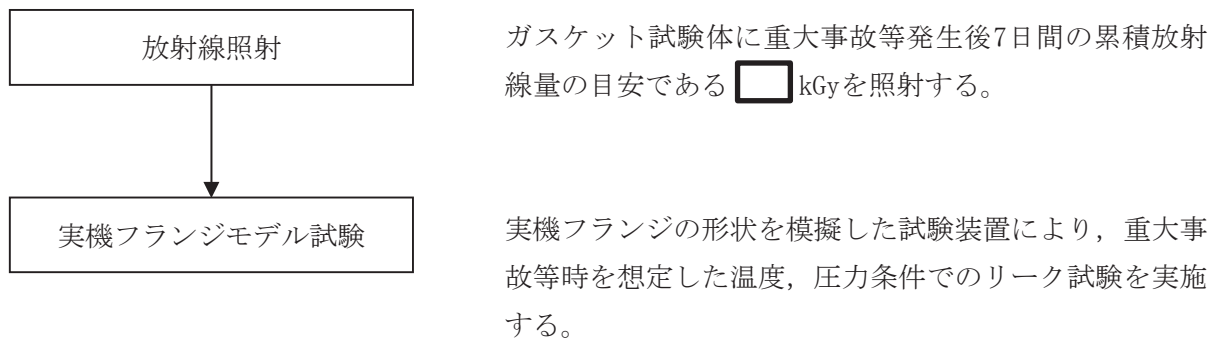 放射線照射
ガスケット試験体に重大事故等発生後7日間の累積放射
線量の目安である kGyを照射する。
実機フランジモデル試験
実機フランジの形状を模擬した試験装置により，重大事
故等時を想定した温度，圧力条件でのリーク試験を実施
する。